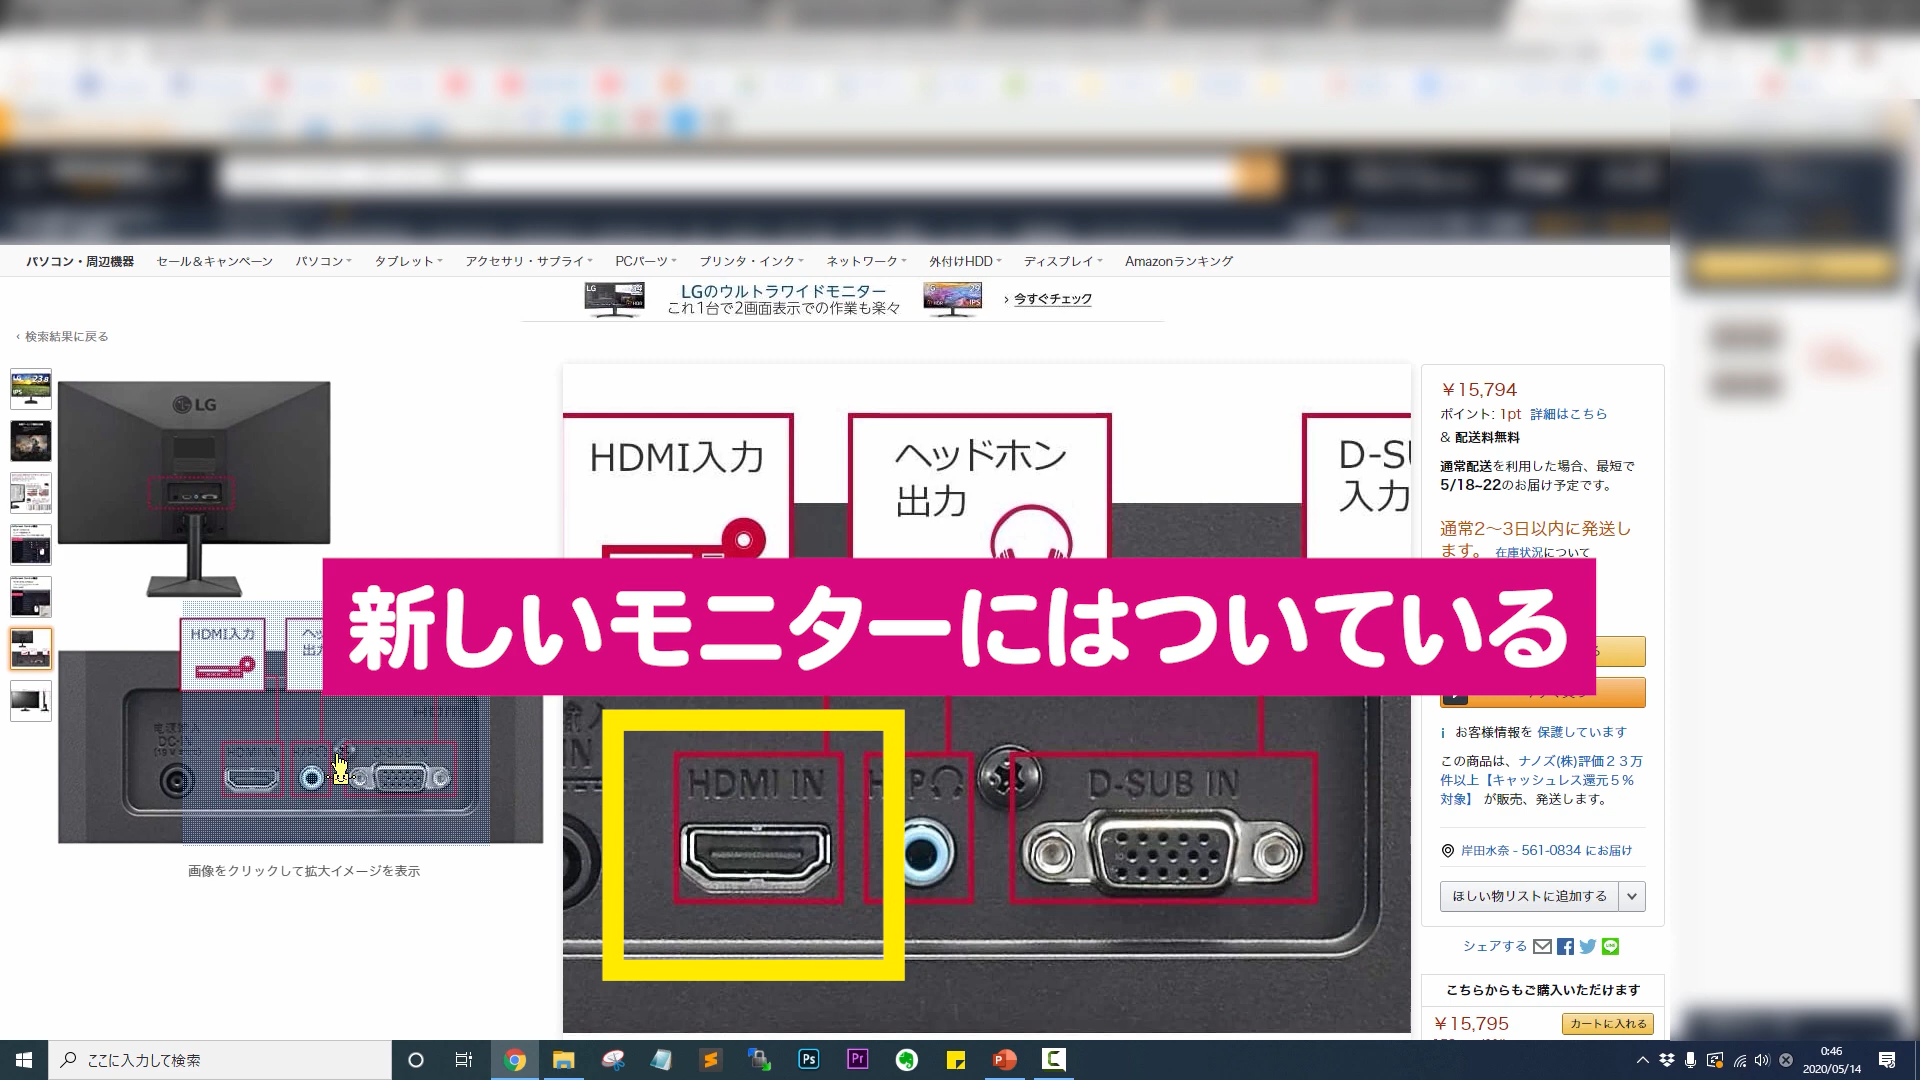 パソコン・周辺機器 セール＆キャンペーン パソコン タブレット アクセサリ・サプライ PCパーツ プリンタ・インク ネットワーク 外付けHDD ディスプレイ Amazonランキング
LGのウルトラワイドモニター
これ1台で2画面表示での作業も楽々
› 今すぐチェック
‹ 検索結果に戻る
LG
HDMI入力
HDMI IN
D-SUB
画像をクリックして拡大イメージを表示
HDMI入力
ヘッドホン
出力
入力
新しいモニターにはついている
HDMI IN
D-SUB IN
￥15,794
ポイント: 1pt 詳細はこちら
& 配送料無料
通常配送を利用した場合、最短で
5/18~22のお届け予定です。
通常2～3日以内に発送し
ます。 在庫状況について
お客様情報を 保護しています
この商品は、ナノズ(株)評価２３万
件以上【キャッシュレス還元５％
対象】 が販売、発送します。
岸田水奈 - 561-0834 にお届け
ほしい物リストに追加する
シェアする
こちらからもご購入いただけます
￥15,795 カートに入れる
ここに入力して検索
Ps
Pr
0:46
2020/05/14